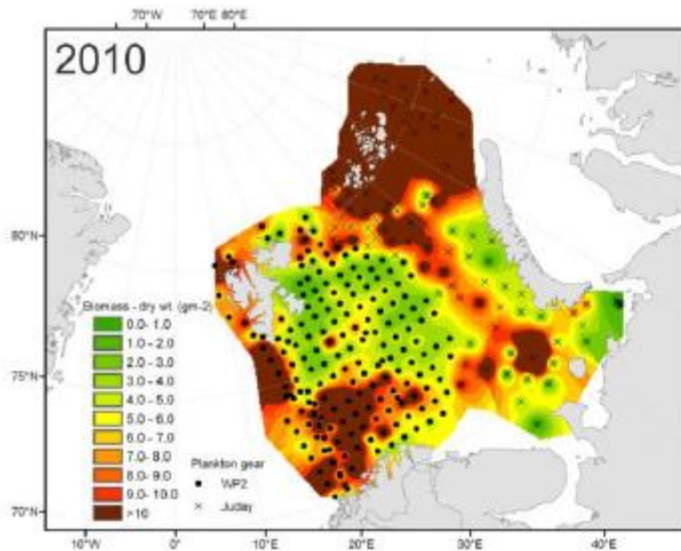 70°W 70°E 80°E
2010
80°N
Biomass - dry wt. (gm-2)
0.0- 1.0
1.0 - 2.0
2.0 - 3.0
3.0 - 4.0
4.0 - 5.0
5.0 - 6.0
6.0 - 7.0
7.0 - 8.0
8.0 - 9.0
9.0 - 10.0
>10
75°N
Plankton gear
WP2
Juday
70°N
10°W 0° 10°E 20°E 30°E 40°E